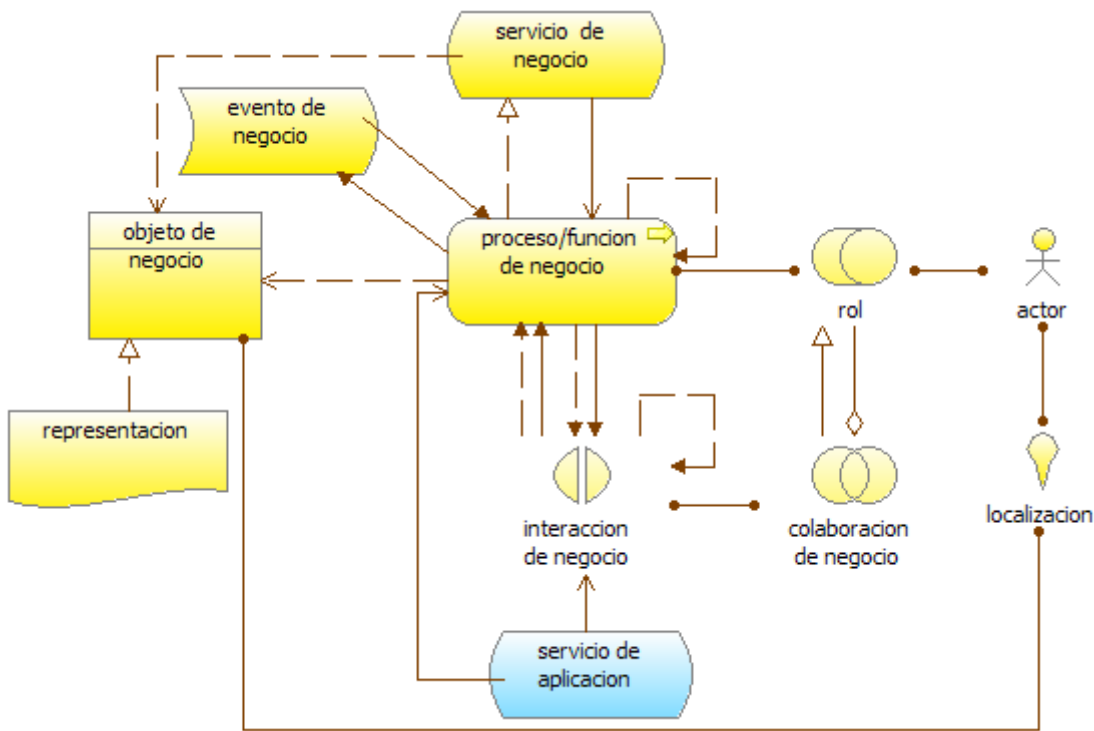 servicio  de
negocio
evento de
negocio
objeto de
negocio
proceso/funcion
de negocio
rol
actor
representacion
interaccion
de negocio
colaboracion
de negocio
localizacion
servicio de
aplicacion